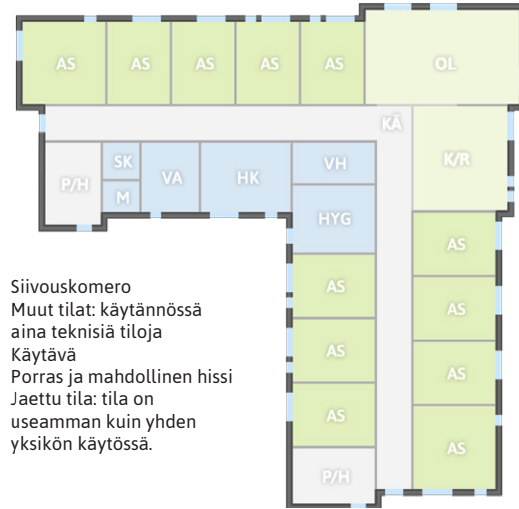 AS AS AS AS AS OL
KÄ
P/H SK VA HK VH K/R
M
HYG
AS
AS
AS
AS
AS
AS
AS
P/H
Siivouskomero
Muut tilat: käytännössä
aina teknisiä tiloja
Käytävä
Porras ja mahdollinen hissi
Jaettu tila: tila on
useamman kuin yhden
yksikön käytössä.